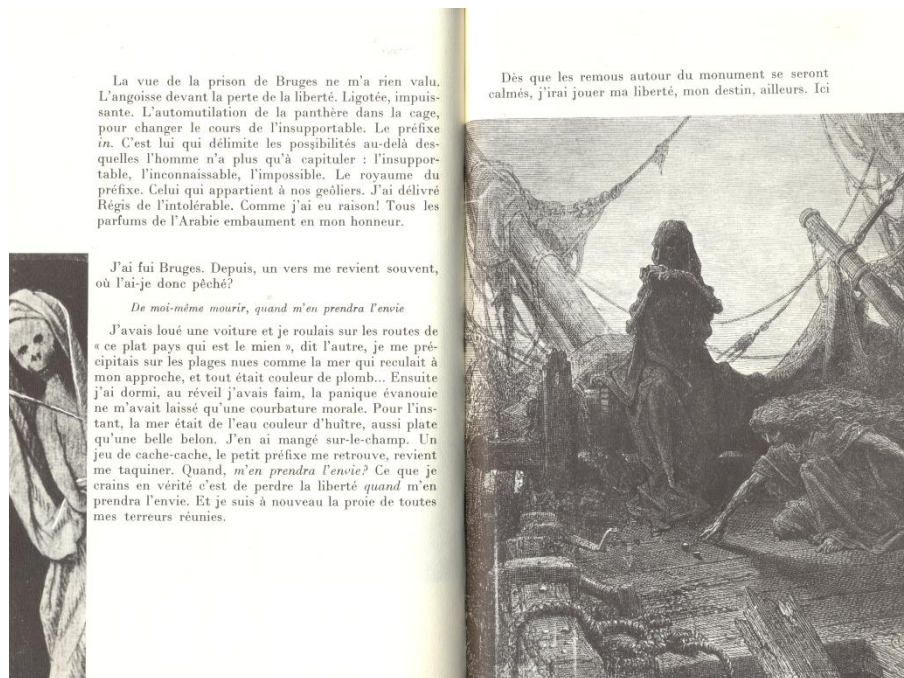 La vue de la prison de Bruges ne m'a rien valu.
L'angoisse devant la perte de la liberté. Ligotée, impuis-
sante. L'automutilation de la panthère dans la cage,
pour changer le cours de l'insupportable. Le préfixe
in. C'est lui qui délimite les possibilités au-delà des-
quelles l'homme n'a plus qu'à capituler : l'insuppor-
table, l'inconnaissable, l'impossible. Le royaume du
préfixe. Celui qui appartient à nos geôliers. J'ai délivré
Régis de l'intolérable. Comme j'ai eu raison! Tous les
parfums de l'Arabie embaument en mon honneur.
J'ai fui Bruges. Depuis, un vers me revient souvent,
où l'ai-je donc pêché?
De moi-même mourir, quand m'en prendra l'envie
J'avais loué une voiture et je roulais sur les routes de
« ce plat pays qui est le mien », dit l'autre, je me pré-
cipitais sur les plages nues comme la mer qui reculait à
mon approche, et tout était couleur de plomb... Ensuite
j'ai dormi, au réveil j'avais faim, la panique évanouie
ne m'avait laissé qu'une courbature morale. Pour l'ins-
tant, la mer était de l'eau couleur d'huître, aussi plate
qu'une belle belon. J'en ai mangé sur-le-champ. Un
jeu de cache-cache, le petit préfixe me retrouve, revient
me taquiner. Quand, m'en prendra l'envie? Ce que je
crains en vérité c'est de perdre la liberté quand m'en
prendra l'envie. Et je suis à nouveau la proie de toutes
mes terreurs réunies.
Dès que les remous autour du monument se seront
calmés, j'irai jouer ma liberté, mon destin, ailleurs. Ici